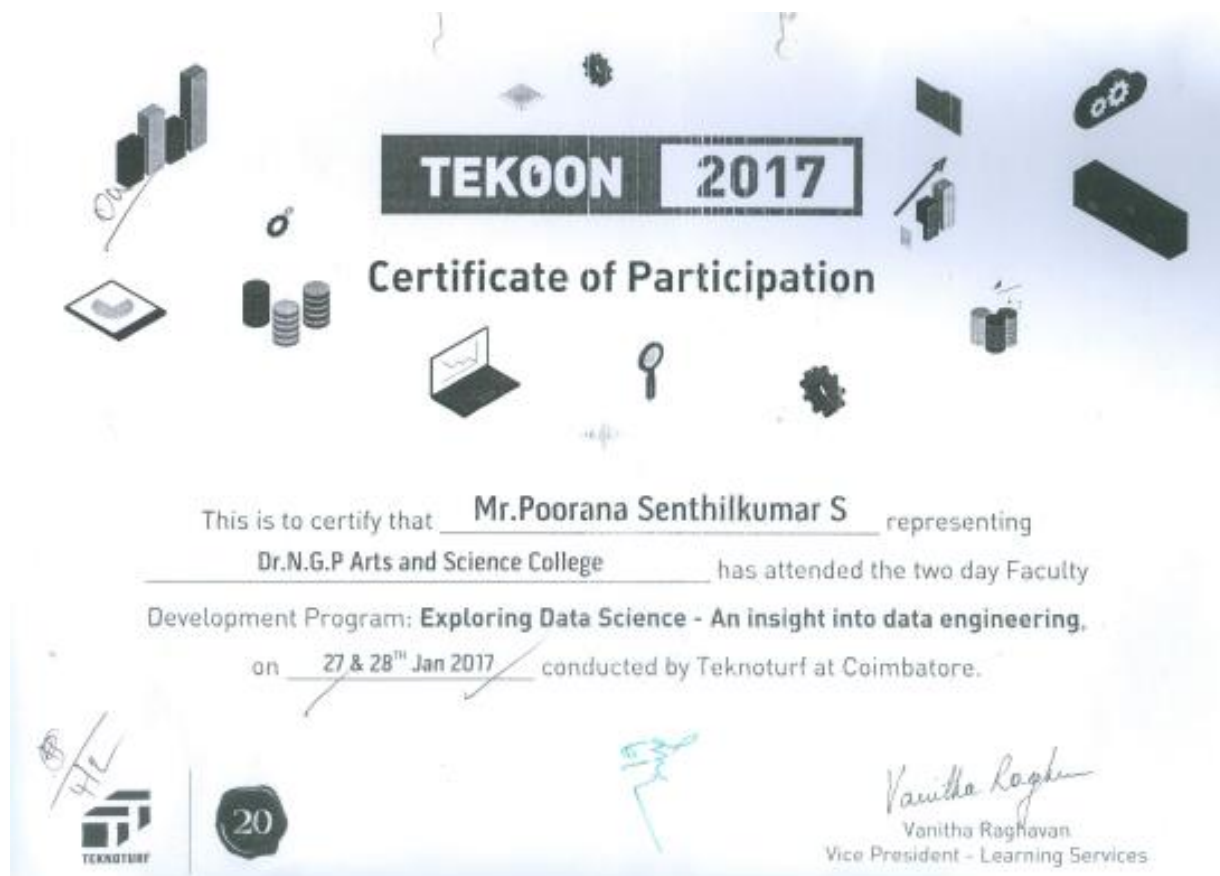 TEKOON 2017
Certificate of Participation
This is to certify that Mr.Poorana Senthilkumar S representing
Dr.N.G.P Arts and Science College has attended the two day Faculty
Development Program: Exploring Data Science - An insight into data engineering,
on 27 & 28TH Jan 2017 conducted by Teknoturf at Coimbatore.
4/2
TEKNOTURF
20
Vanitha Raghavan
Vice President - Learning Services